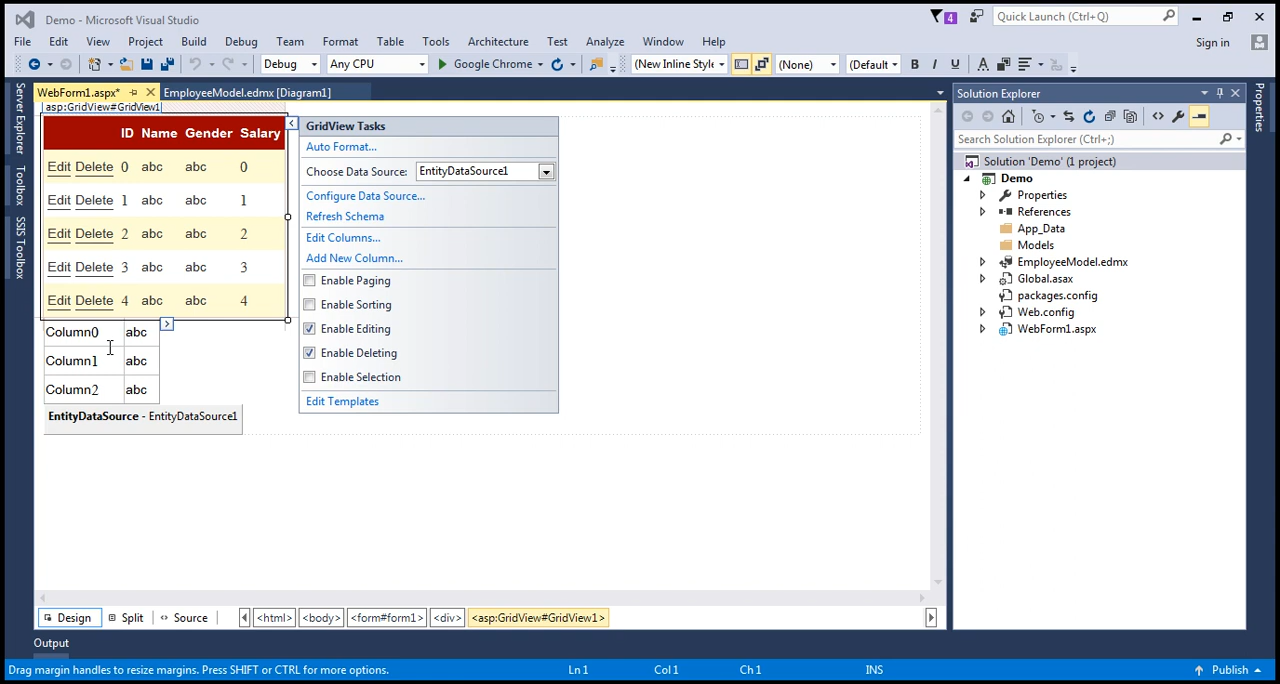 Demo - Microsoft Visual Studio
4
Quick Launch (Ctrl+Q)
File Edit View Project Build Debug Team Format Table Tools Architecture Test Analyze Window Help
Sign in
Debug Any CPU Google Chrome (New Inline Style (None) (Default B I U A
WebForm1.aspx* EmployeeModel.edmx [Diagram1]
Server Explorer
Toolbox
SSIS Toolbox
asp:GridView#GridView1
ID Name Gender Salary
Edit Delete 0 abc abc 0
Edit Delete 1 abc abc 1
Edit Delete 2 abc abc 2
Edit Delete 3 abc abc 3
Edit Delete 4 abc abc 4
Column0 abc
Column1 abc
Column2 abc
EntityDataSource - EntityDataSource1
GridView Tasks
Auto Format...
Choose Data Source: EntityDataSource1
Configure Data Source...
Refresh Schema
Edit Columns...
Add New Column...
Enable Paging
Enable Sorting
Enable Editing
Enable Deleting
Enable Selection
Edit Templates
Solution Explorer
Search Solution Explorer (Ctrl+;)
Solution 'Demo' (1 project)
Demo
Properties
References
App_Data
Models
EmployeeModel.edmx
Global.asax
packages.config
Web.config
WebForm1.aspx
Properties
Design Split Source <html> <body> <form#form1> <div> <asp:GridView#GridView1>
Output
Drag margin handles to resize margins. Press SHIFT or CTRL for more options. Ln 1 Col 1 Ch 1 INS Publish